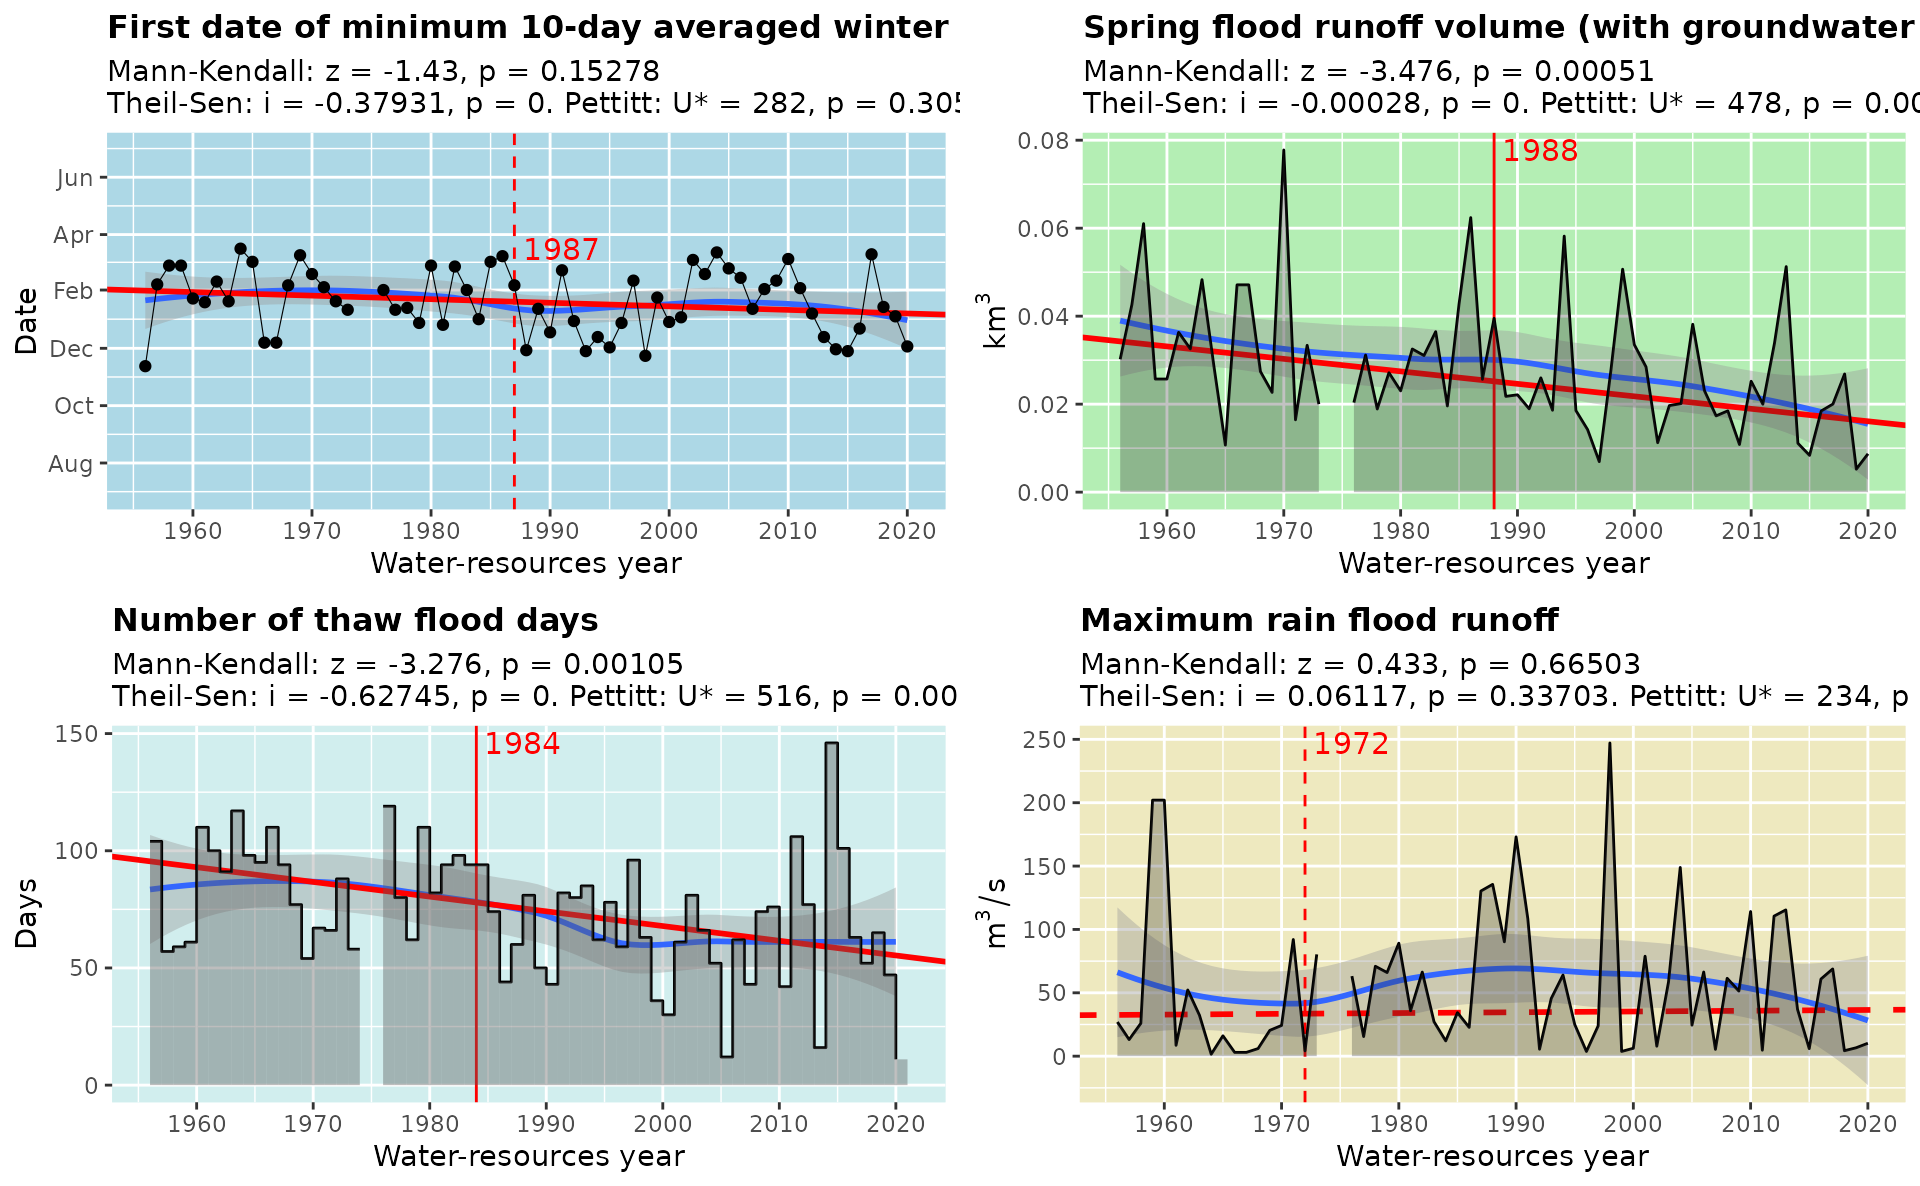 First date of minimum 10-day averaged winter
Mann-Kendall: z = -1.43, p = 0.15278
Theil-Sen: i = -0.37931, p = 0. Pettitt: U* = 282, p = 0.305
Date
Jun
Apr
Feb
Dec
Oct
Aug
1987
1960 1970 1980 1990 2000 2010 2020
Water-resources year
Spring flood runoff volume (with groundwater
Mann-Kendall: z = -3.476, p = 0.00051
Theil-Sen: i = -0.00028, p = 0. Pettitt: U* = 478, p = 0.00
km³
0.08
0.06
0.04
0.02
0.00
1988
1960 1970 1980 1990 2000 2010 2020
Water-resources year
Number of thaw flood days
Mann-Kendall: z = -3.276, p = 0.00105
Theil-Sen: i = -0.62745, p = 0. Pettitt: U* = 516, p = 0.00
Days
150
100
50
0
1984
1960 1970 1980 1990 2000 2010 2020
Water-resources year
Maximum rain flood runoff
Mann-Kendall: z = 0.433, p = 0.66503
Theil-Sen: i = 0.06117, p = 0.33703. Pettitt: U* = 234, p
m³/s
250
200
150
100
50
0
1972
1960 1970 1980 1990 2000 2010 2020
Water-resources year